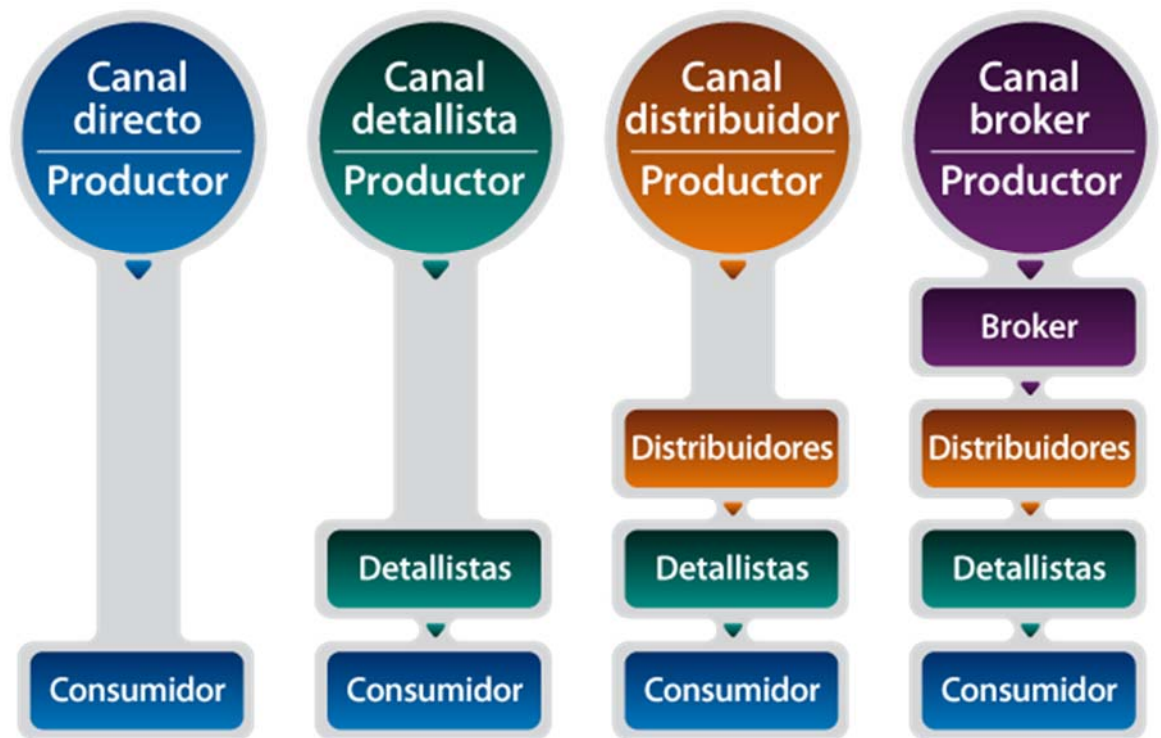 Canal
directo
Productor
Consumidor
Canal
detallista
Productor
Detallistas
Consumidor
Canal
distribuidor
Productor
Distribuidores
Detallistas
Consumidor
Canal
broker
Productor
Broker
Distribuidores
Detallistas
Consumidor